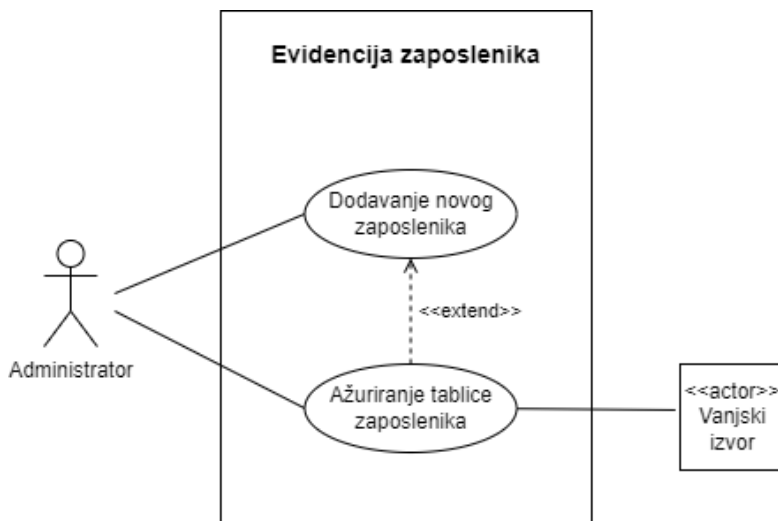 Evidencija zaposlenika
Dodavanje novog
zaposlenika
<<extend>>
Administrator
Ažuriranje tablice
zaposlenika
<<actor>>
Vanjski
izvor